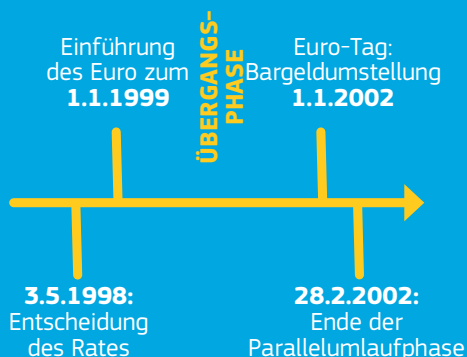 Einführung
des Euro zum
1.1.1999
ÜBERGANGS-
PHASE
Euro-Tag:
Bargeldumstellung
1.1.2002
3.5.1998:
Entscheidung
des Rates
28.2.2002:
Ende der
Parallelumlaufphase